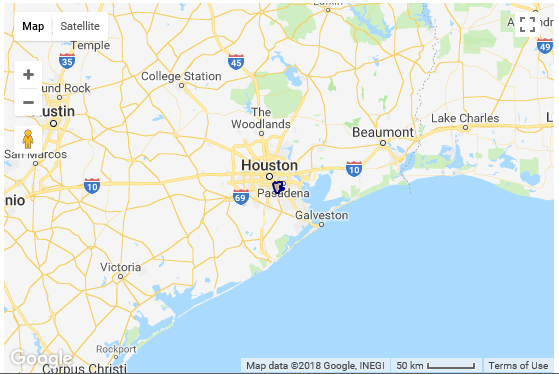 Lufkin
Map
Satellite
Temple
35
45
49
College Station
und Rock
The
Woodlands
Lake Charles
L
ustin
Beaumont
San Marcos
Houston
10
10
Pasadena
nio
69
Galveston
Victoria
Rockport
Google
Corpus Christi
Map data ©2018 Google, INEGI
50 km
Terms of Use